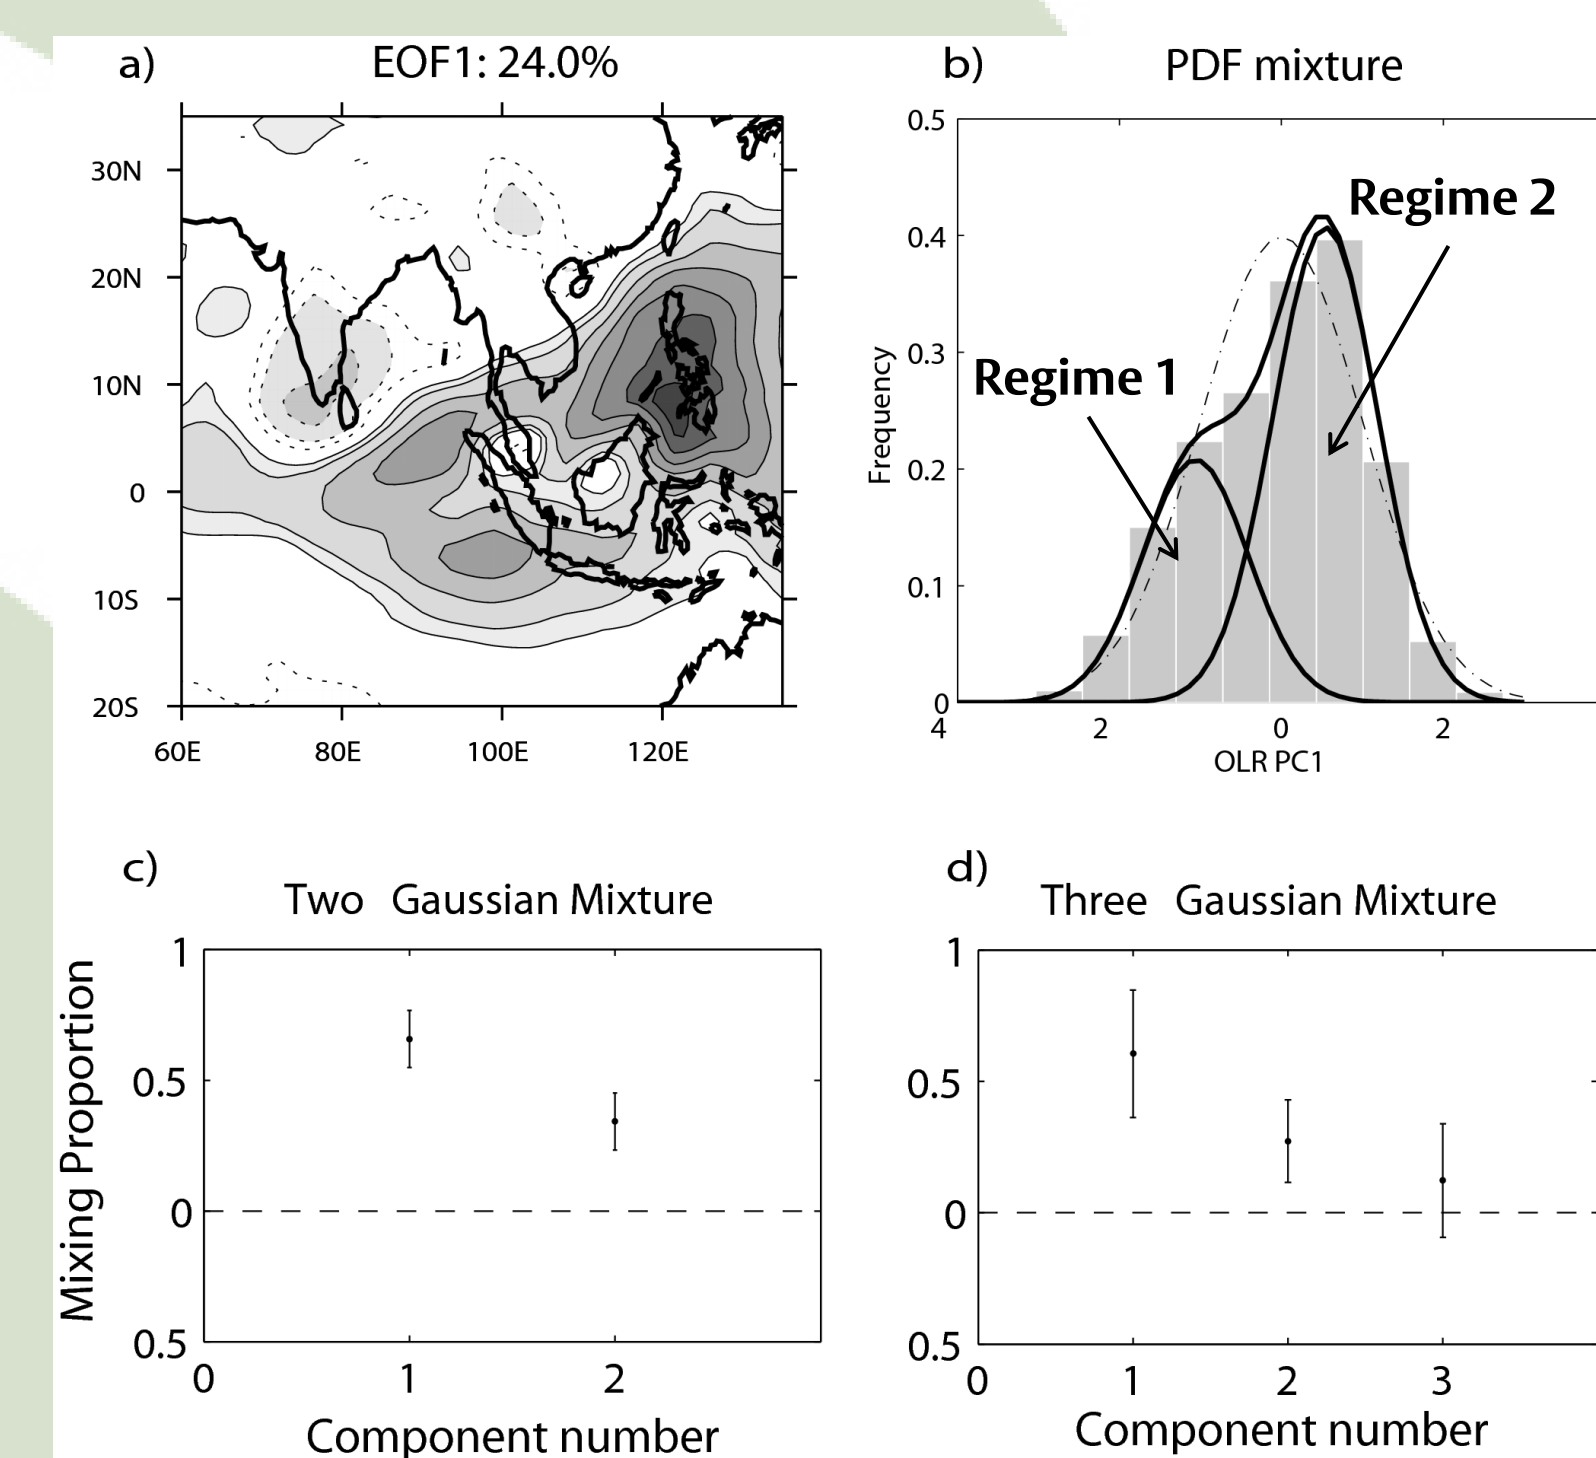 a)
EOF1: 24.0%
30N
20N
10N
0
10S
20S
60E
80E
100E
120E
b)
PDF mixture
0.5
0.4
0.3
0.2
0.1
0
Frequency
Regime 1
Regime 2
4
2
0
2
OLR PC1
c)
Two Gaussian Mixture
1
0.5
0
0.5
Mixing Proportion
0
1
2
Component number
d)
Three Gaussian Mixture
1
0.5
0
0.5
0
1
2
3
Component number